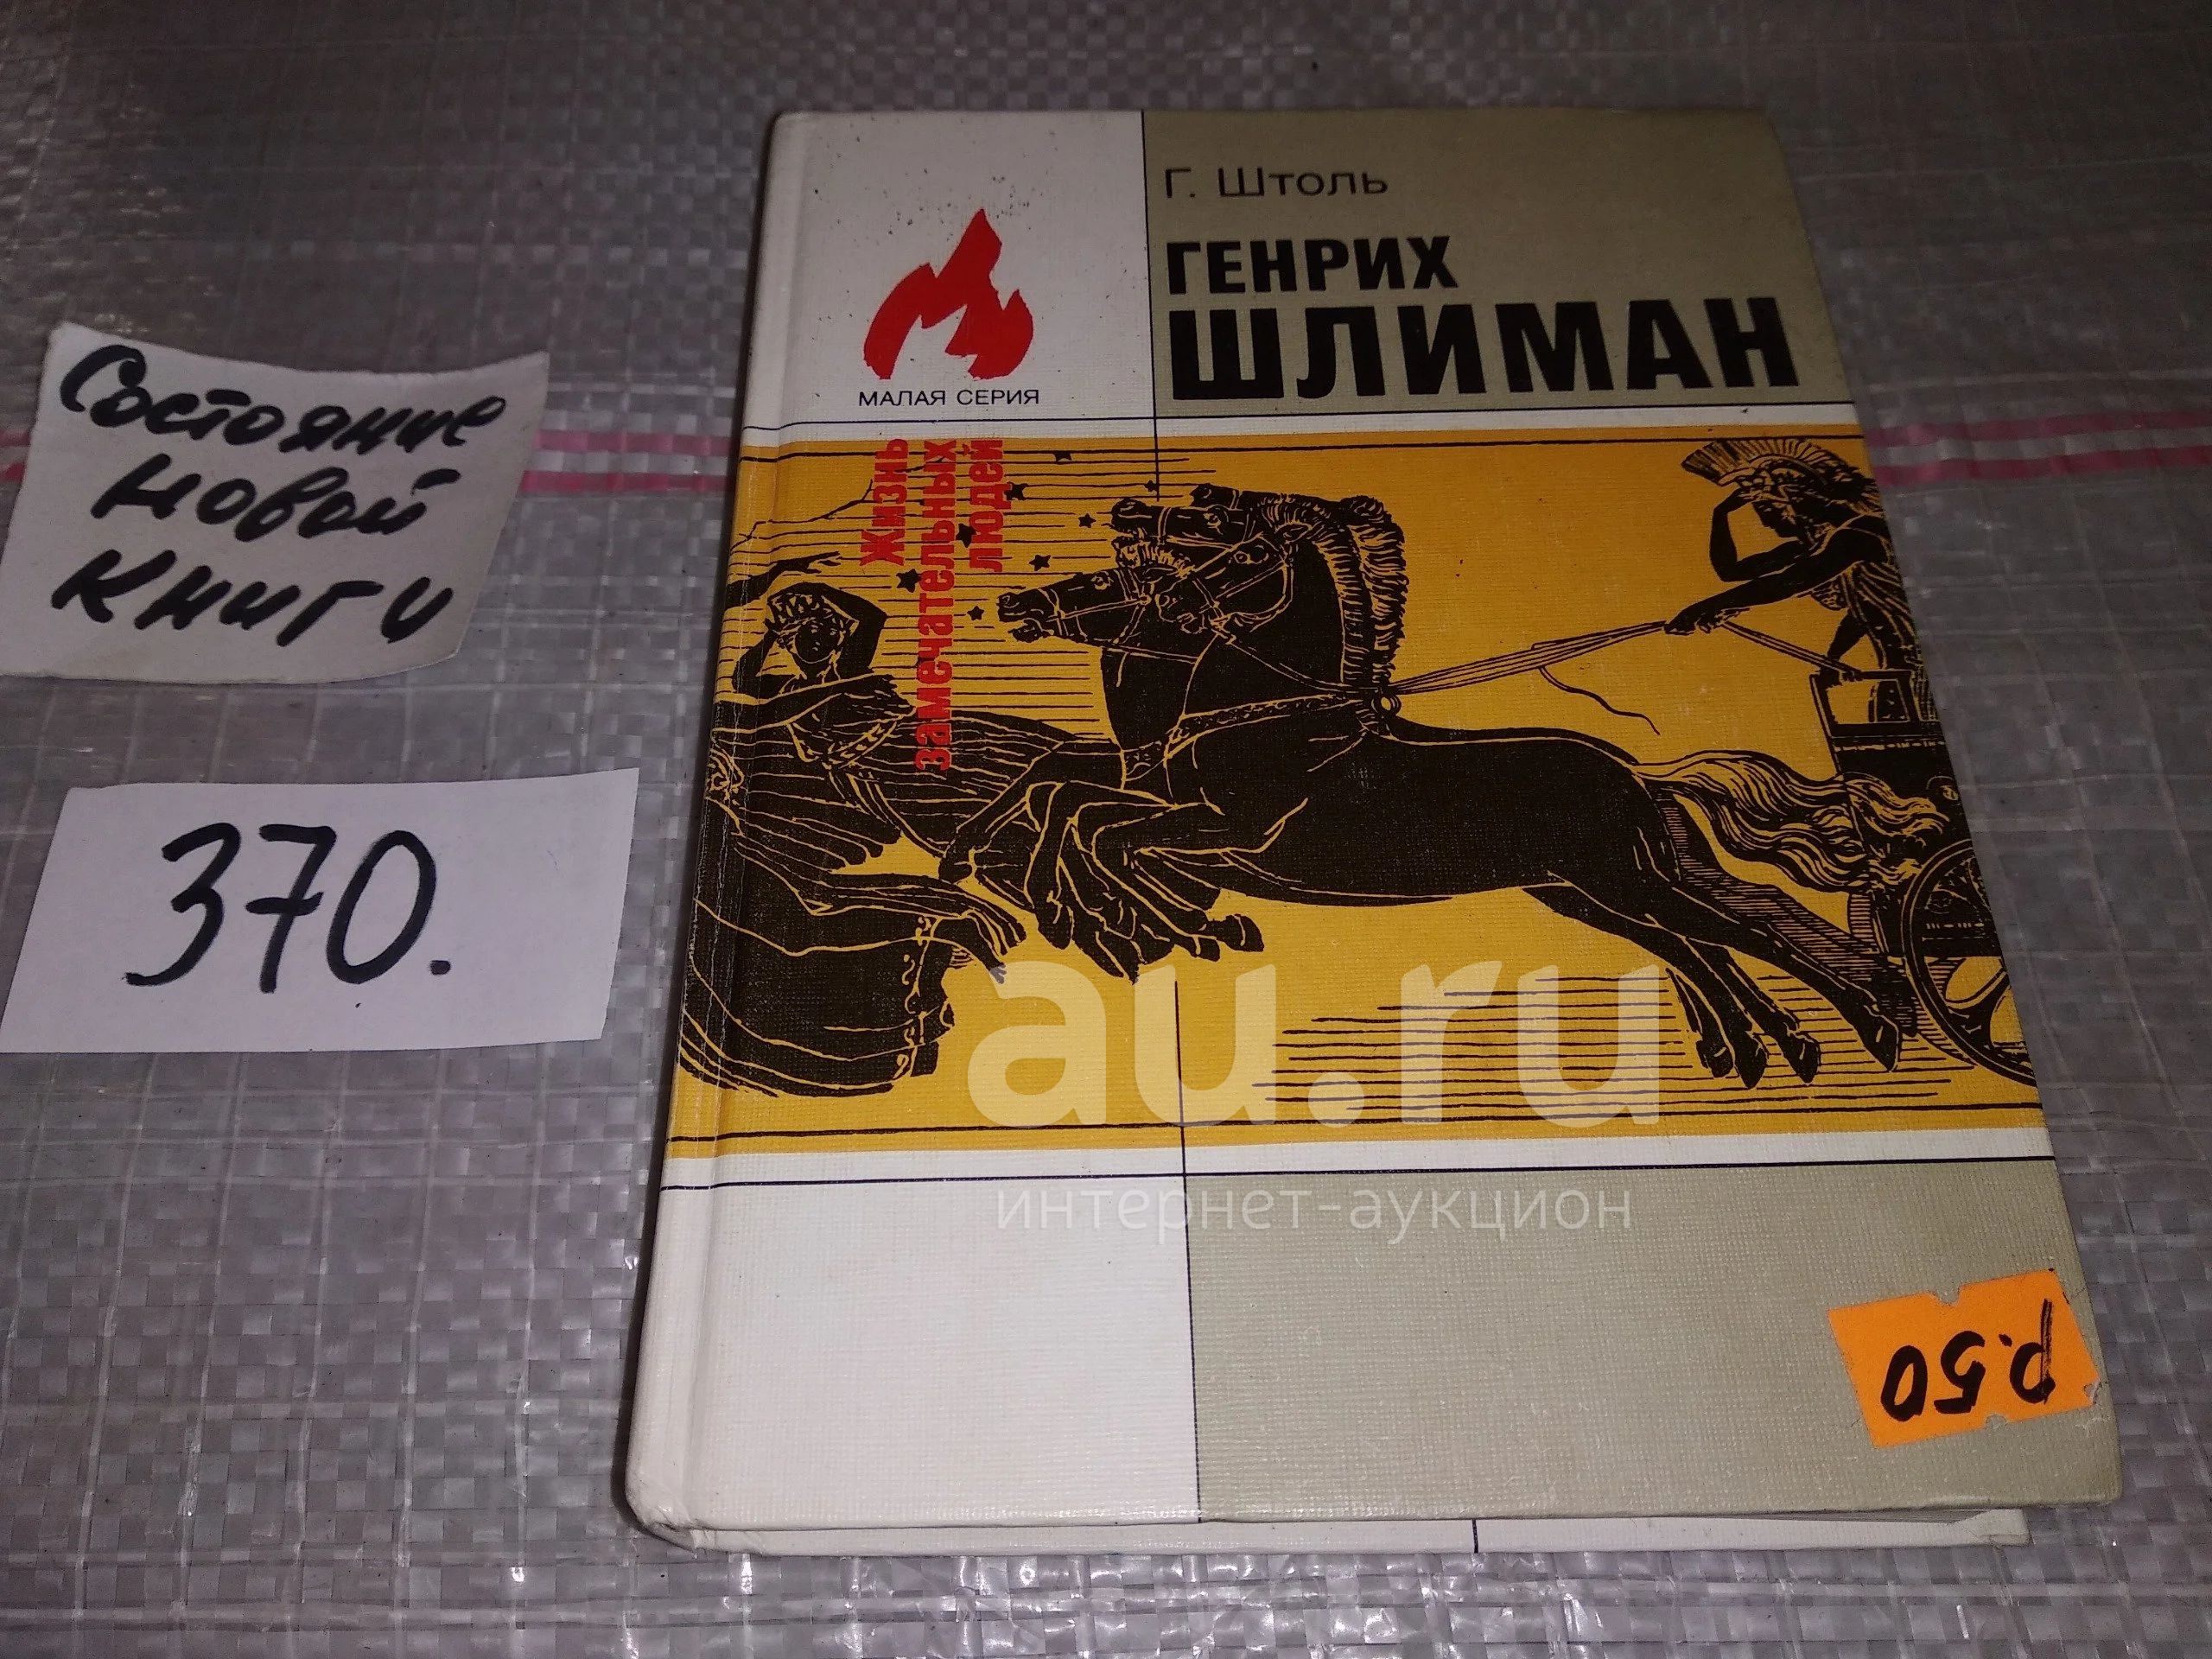 Состояние
новой
книги
370.
Г. Штоль
ГЕНРИХ
ШЛИМАН
МАЛАЯ СЕРИЯ
Жизнь
замечательных
людей
au.ru
интернет-аукцион
р.50